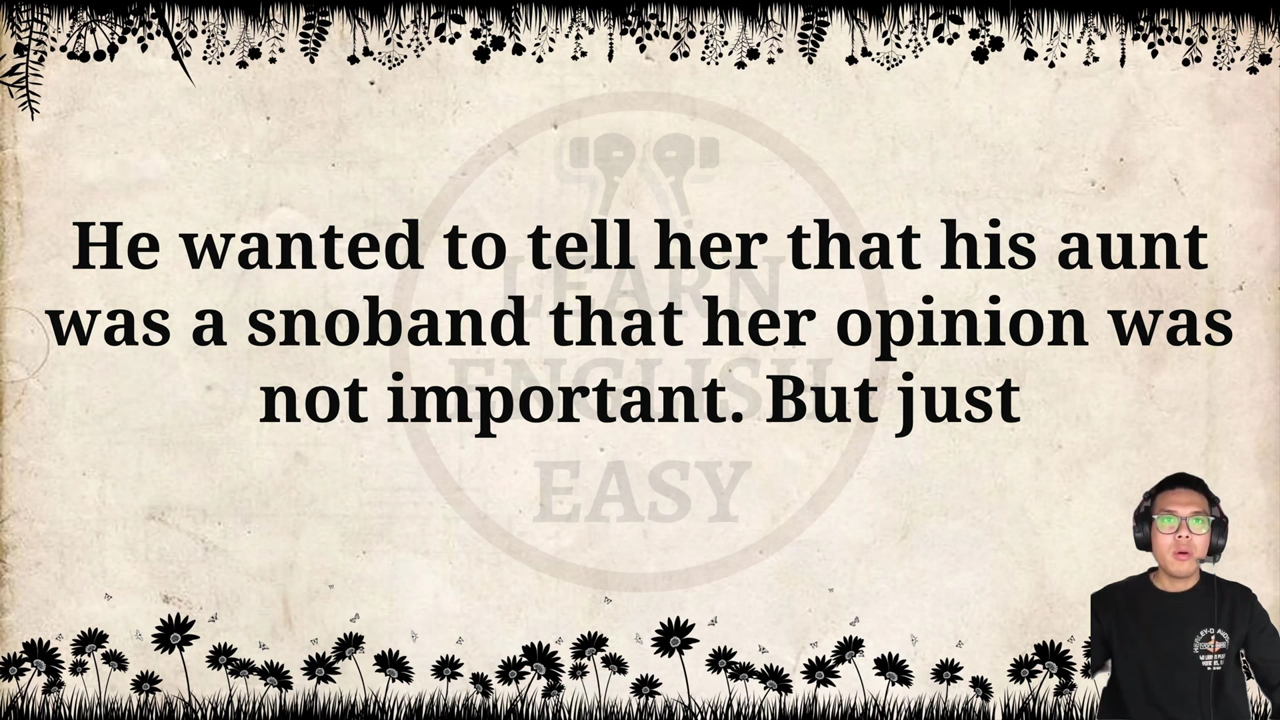 He wanted to tell her that his aunt
was a snoband that her opinion was
not important. But just
LEARN
ENGLISH
EASY